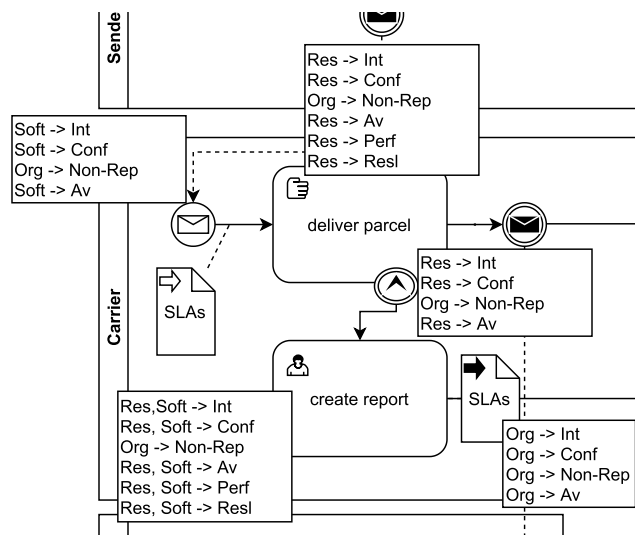 Sende
Res -> Int
Res -> Conf
Org -> Non-Rep
Res -> Av
Res -> Perf
Res -> Resl
Soft -> Int
Soft -> Conf
Org -> Non-Rep
Soft -> Av
deliver parcel
Res -> Int
Res -> Conf
Org -> Non-Rep
Res -> Av
SLAs
Carrier
create report
SLAs
Res,Soft -> Int
Res, Soft -> Conf
Org -> Non-Rep
Res, Soft -> Av
Res, Soft -> Perf
Res, Soft -> Resl
Org -> Int
Org -> Conf
Org -> Non-Rep
Org -> Av